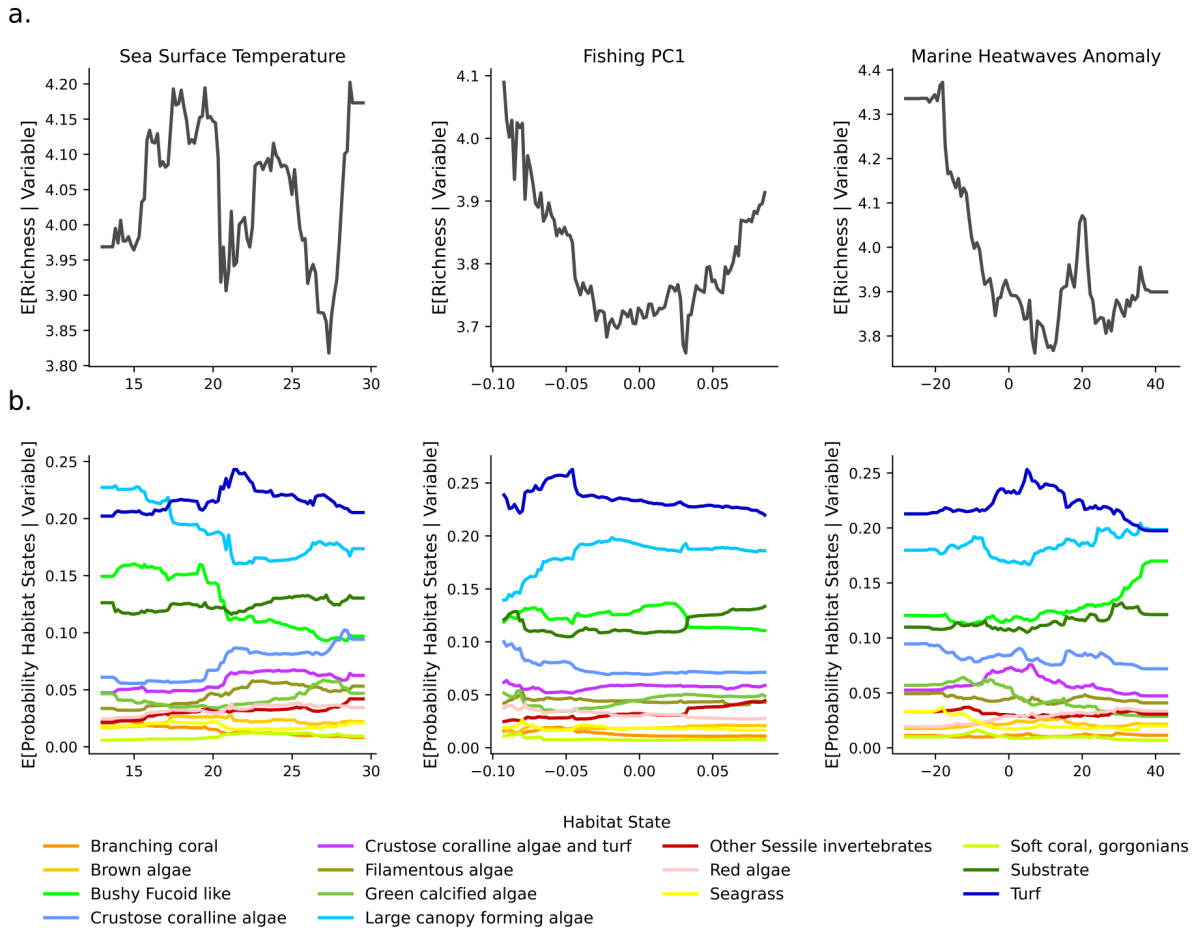 a.
Sea Surface Temperature
Fishing PC1
Marine Heatwaves Anomaly
E[Richness | Variable]
4.20
4.15
4.10
4.05
4.00
3.95
3.90
3.85
3.80
15
20
25
30
E[Richness | Variable]
4.1
4.0
3.9
3.8
3.7
−0.10
−0.05
0.00
0.05
E[Richness | Variable]
4.4
4.3
4.2
4.1
4.0
3.9
3.8
−20
0
20
40
b.
E[Probability Habitat States | Variable]
0.25
0.20
0.15
0.10
0.05
0.00
15
20
25
30
E[Probability Habitat States | Variable]
0.25
0.20
0.15
0.10
0.05
0.00
−0.10
−0.05
0.00
0.05
E[Probability Habitat States | Variable]
0.25
0.20
0.15
0.10
0.05
0.00
−20
0
20
40
Habitat State
Branching coral
Brown algae
Bushy Fucoid like
Crustose coralline algae
Crustose coralline algae and turf
Filamentous algae
Green calcified algae
Large canopy forming algae
Other Sessile invertebrates
Red algae
Seagrass
Soft coral, gorgonians
Substrate
Turf